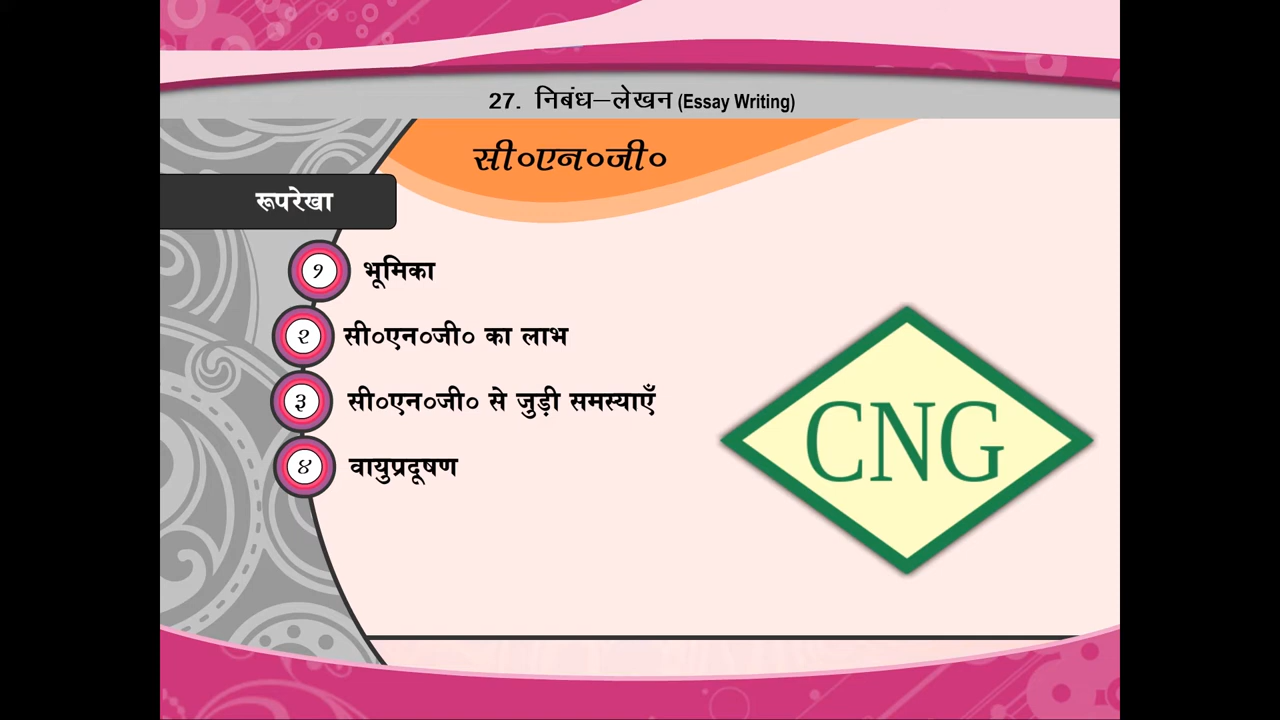 27. निबंध–लेखन (Essay Writing)
सी०एन०जी०
रूपरेखा
१ भूमिका
२ सी०एन०जी० का लाभ
३ सी०एन०जी० से जुड़ी समस्याएँ
४ वायुप्रदूषण
CNG